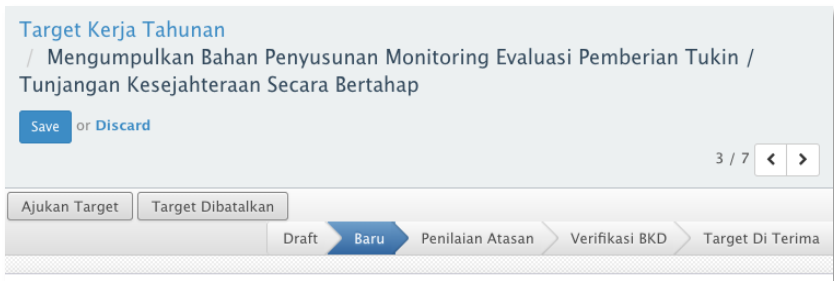 Target Kerja Tahunan
/ Mengumpulkan Bahan Penyusunan Monitoring Evaluasi Pemberian Tukin /
Tunjangan Kesejahteraan Secara Bertahap
Save or Discard
3 / 7
Ajukan Target Target Dibatalkan
Draft Baru Penilaian Atasan Verifikasi BKD Target Di Terima